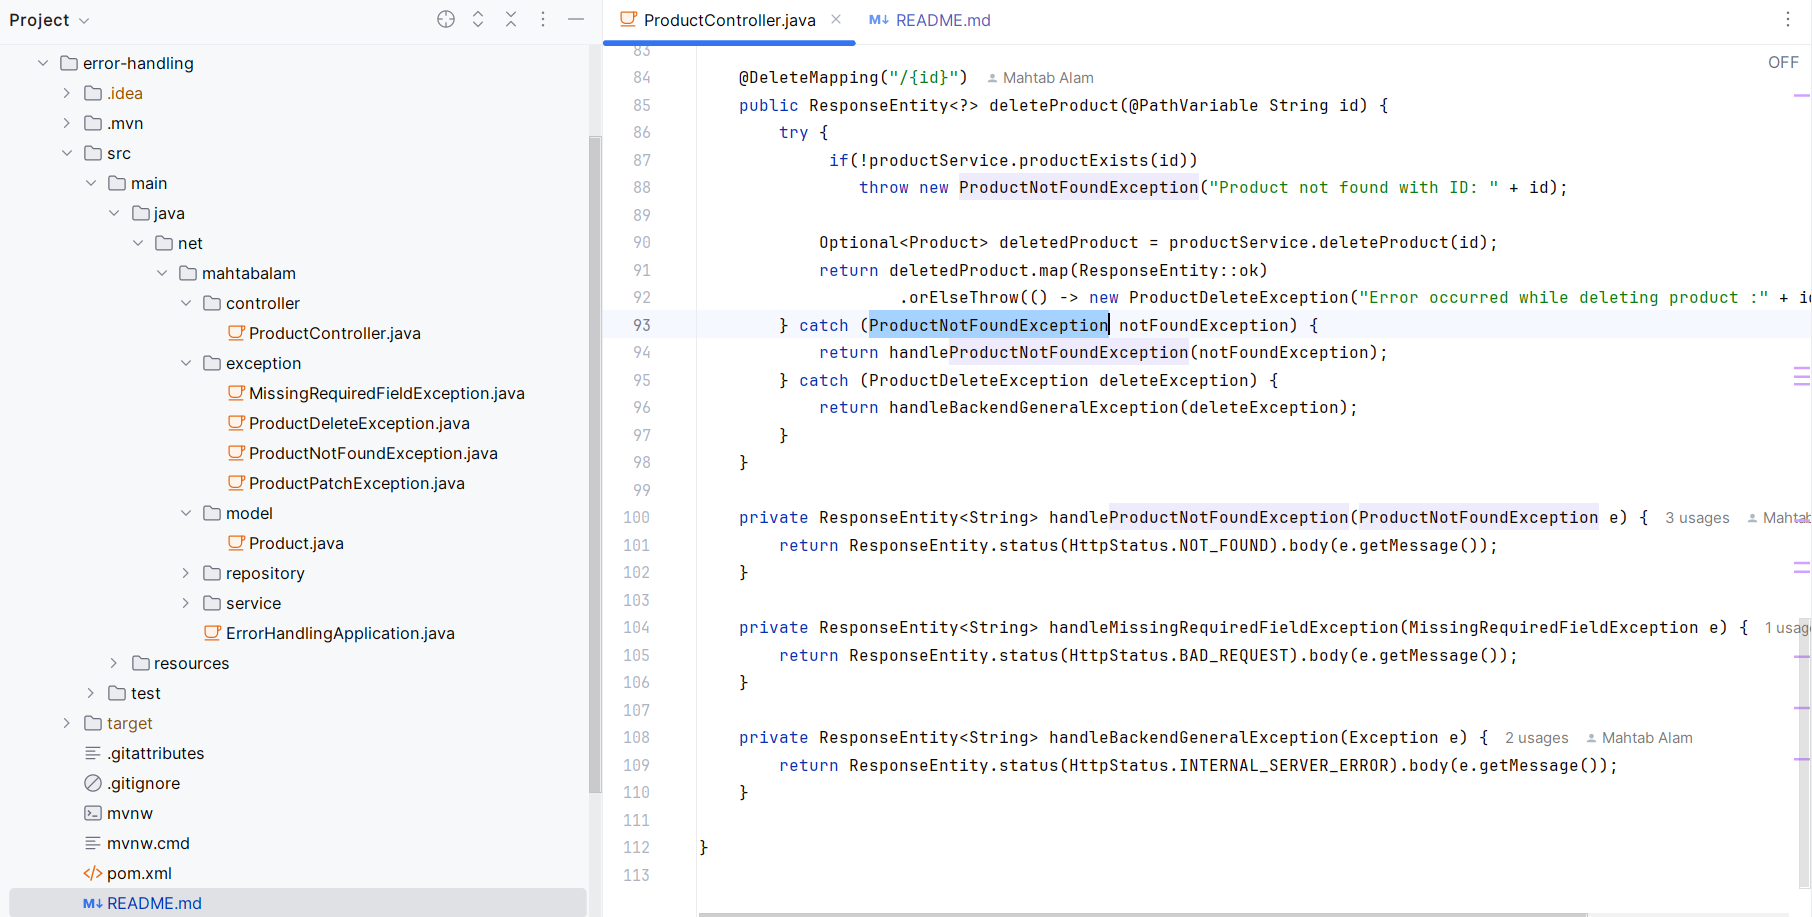 Project
error-handling
.idea
.mvn
src
main
java
net
mahtabalam
controller
ProductController.java
exception
MissingRequiredFieldException.java
ProductDeleteException.java
ProductNotFoundException.java
ProductPatchException.java
model
Product.java
repository
service
ErrorHandlingApplication.java
resources
test
target
.gitattributes
.gitignore
mvnw
mvnw.cmd
pom.xml
README.md
ProductController.java README.md
OFF
83
84 @DeleteMapping("/{id}") Mahtab Alam
85 public ResponseEntity<?> deleteProduct(@PathVariable String id) {
86 try {
87 if(!productService.productExists(id))
88 throw new ProductNotFoundException("Product not found with ID: " + id);
89
90 Optional<Product> deletedProduct = productService.deleteProduct(id);
91 return deletedProduct.map(ResponseEntity::ok)
92 .orElseThrow(() -> new ProductDeleteException("Error occurred while deleting product :" +
93 } catch (ProductNotFoundException notFoundException) {
94 return handleProductNotFoundException(notFoundException);
95 } catch (ProductDeleteException deleteException) {
96 return handleBackendGeneralException(deleteException);
97 }
98 }
99
100 private ResponseEntity<String> handleProductNotFoundException(ProductNotFoundException e) { 3 usages
101 return ResponseEntity.status(HttpStatus.NOT_FOUND).body(e.getMessage());
102 }
103
104 private ResponseEntity<String> handleMissingRequiredFieldException(MissingRequiredFieldException e) { 1
105 return ResponseEntity.status(HttpStatus.BAD_REQUEST).body(e.getMessage());
106 }
107
108 private ResponseEntity<String> handleBackendGeneralException(Exception e) { 2 usages Mahtab Alam
109 return ResponseEntity.status(HttpStatus.INTERNAL_SERVER_ERROR).body(e.getMessage());
110 }
111
112 }
113